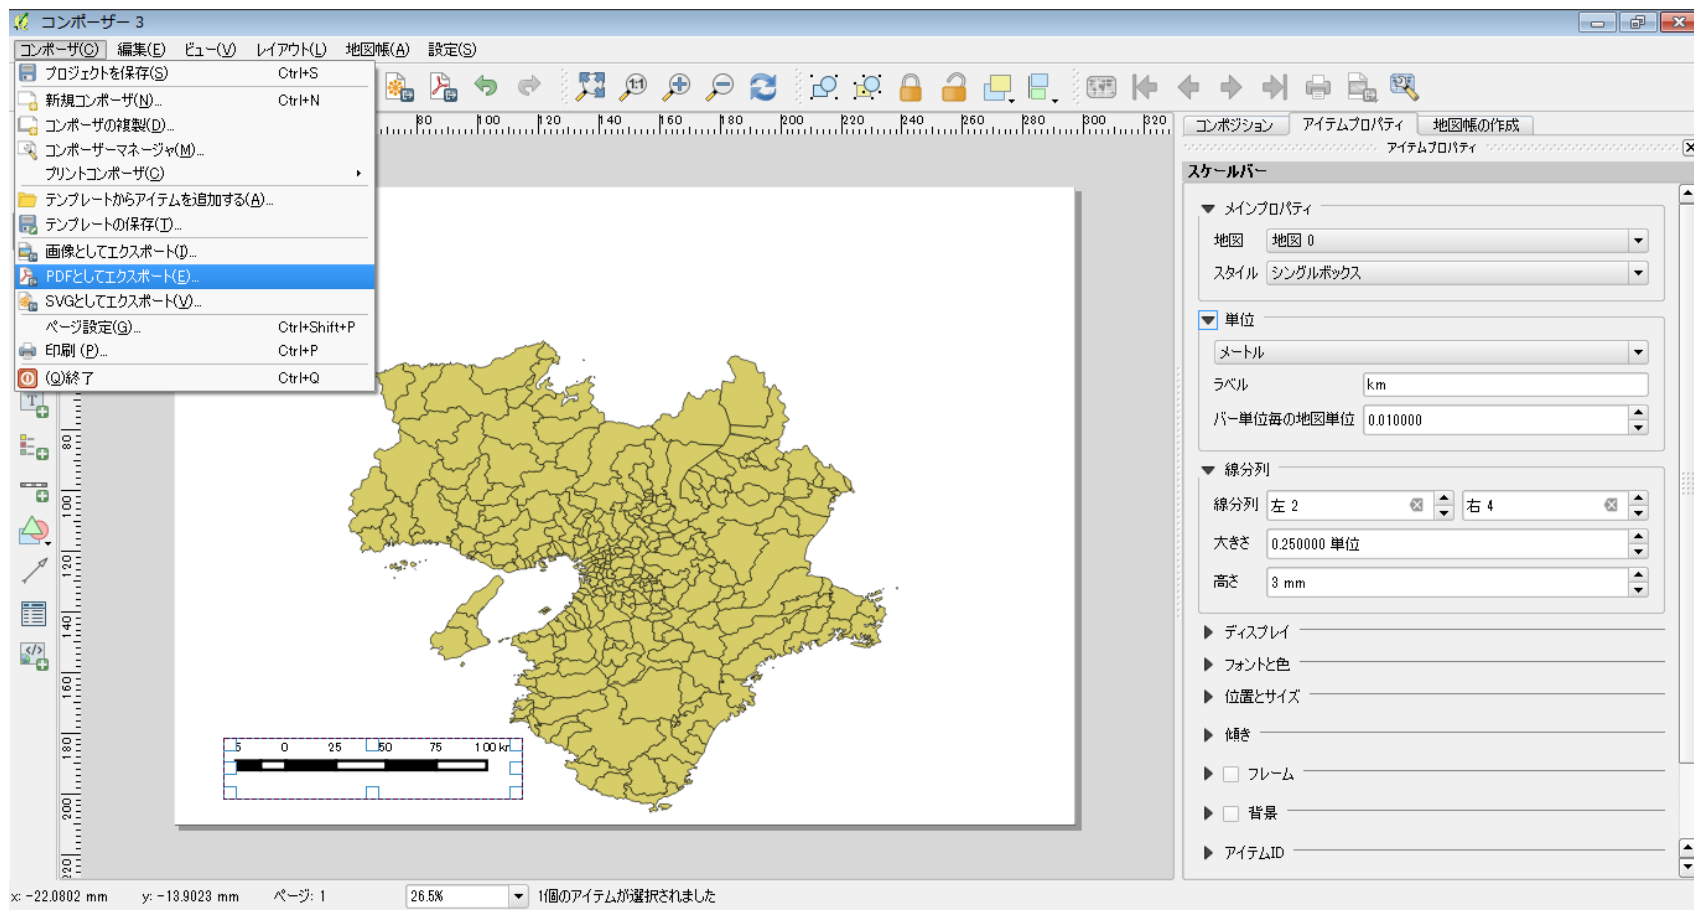 コンポーザー 3
コンポーザ(C) 編集(E) ビュー(V) レイアウト(L) 地図帳(A) 設定(S)
プロジェクトを保存(S) Ctrl+S
新規コンポーザ(N)... Ctrl+N
コンポーザの複製(D)...
コンポーザーマネージャ(M)...
プリントコンポーザ(C)
テンプレートからアイテムを追加する(A)...
テンプレートの保存(T)...
画像としてエクスポート(I)...
PDFとしてエクスポート(E)...
SVGとしてエクスポート(V)...
ページ設定(G)... Ctrl+Shift+P
印刷 (P)... Ctrl+P
(Q)終了 Ctrl+Q
1:1
80 100 120 140 160 180 200 220 240 260 280 300 320
80
100
120
140
160
180
200
220
0 25 50 75 100 km
コンポジション アイテムプロパティ 地図帳の作成
アイテムプロパティ
スケールバー
メインプロパティ
地図 地図 0
スタイル シングルボックス
単位
メートル
ラベル km
バー単位毎の地図単位 0.010000
線分列
線分列 左 2 右 4
大きさ 0.250000 単位
高さ 3 mm
ディスプレイ
フォントと色
位置とサイズ
傾き
フレーム
背景
アイテムID
x: -22.0802 mm y: -13.9023 mm ページ: 1 26.5% 1個のアイテムが選択されました